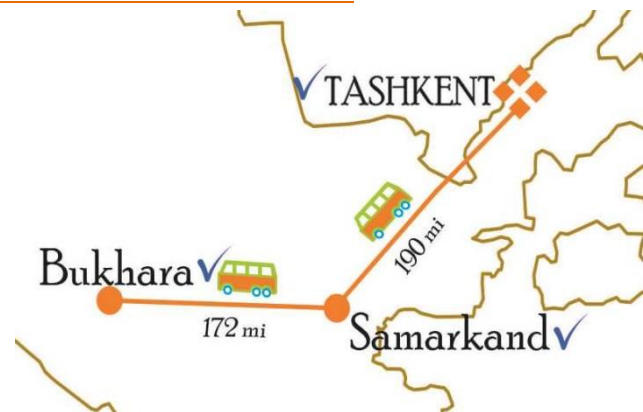 TASHKENT
190 mi
Bukhara
172 mi
Samarkand